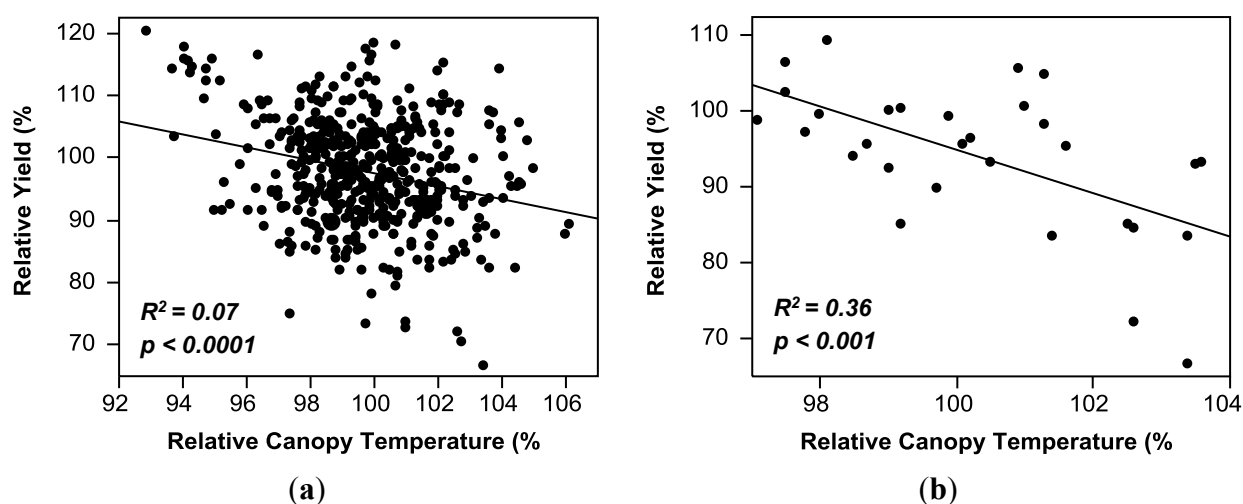 120
110
100
90
80
70
Relative Yield (%
R² = 0.07
p < 0.0001
92 94 96 98 100 102 104 106
Relative Canopy Temperature (%
(a)
110
100
90
80
70
Relative Yield (%
R² = 0.36
p < 0.001
98 100 102 104
Relative Canopy Temperature (%
(b)